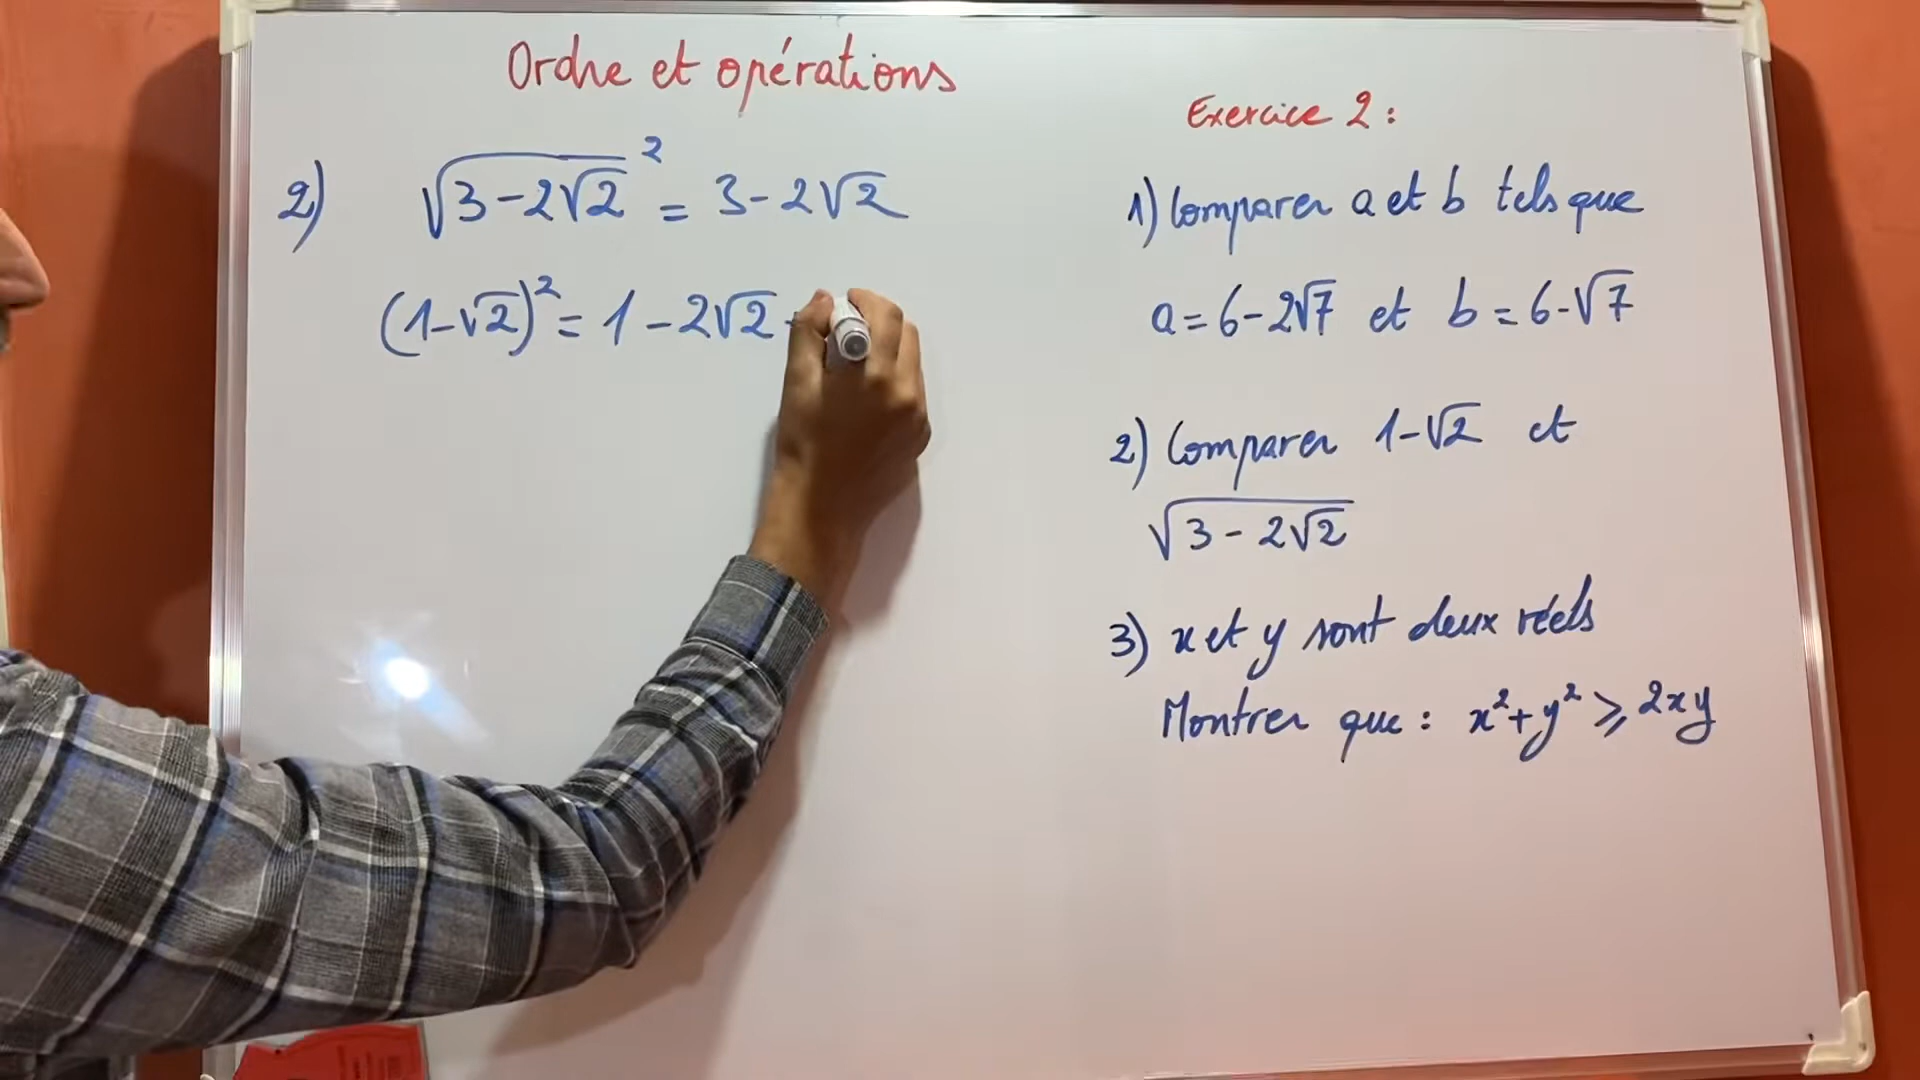 Ordre et opérations
2) √(3-2√2)² = 3-2√2
(1-√2)² = 1-2√2
Exercice 2 :
1) Comparer a et b tels que
a = 6-2√7 et b = 6-√7
2) Comparer 1-√2 et
√(3-2√2)
3) x et y sont deux réels
Montrer que : x²+y² ⩾ 2xy